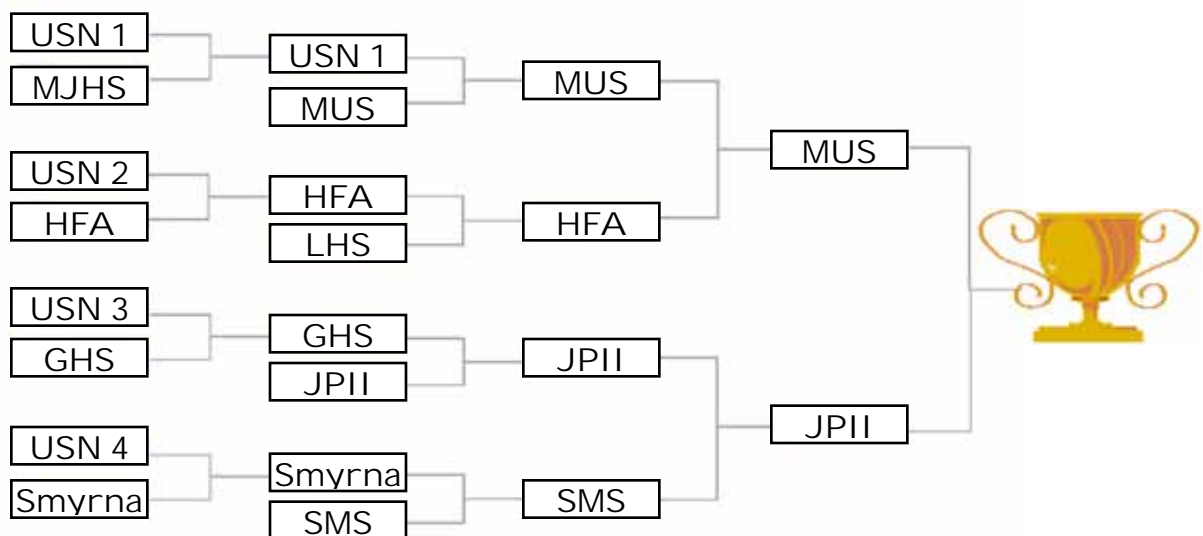 USN 1
MJHS
USN 2
HFA
USN 3
GHS
USN 4
Smyrna
USN 1
MUS
HFA
LHS
GHS
JPII
Smyrna
SMS
MUS
HFA
JPII
SMS
MUS
JPII